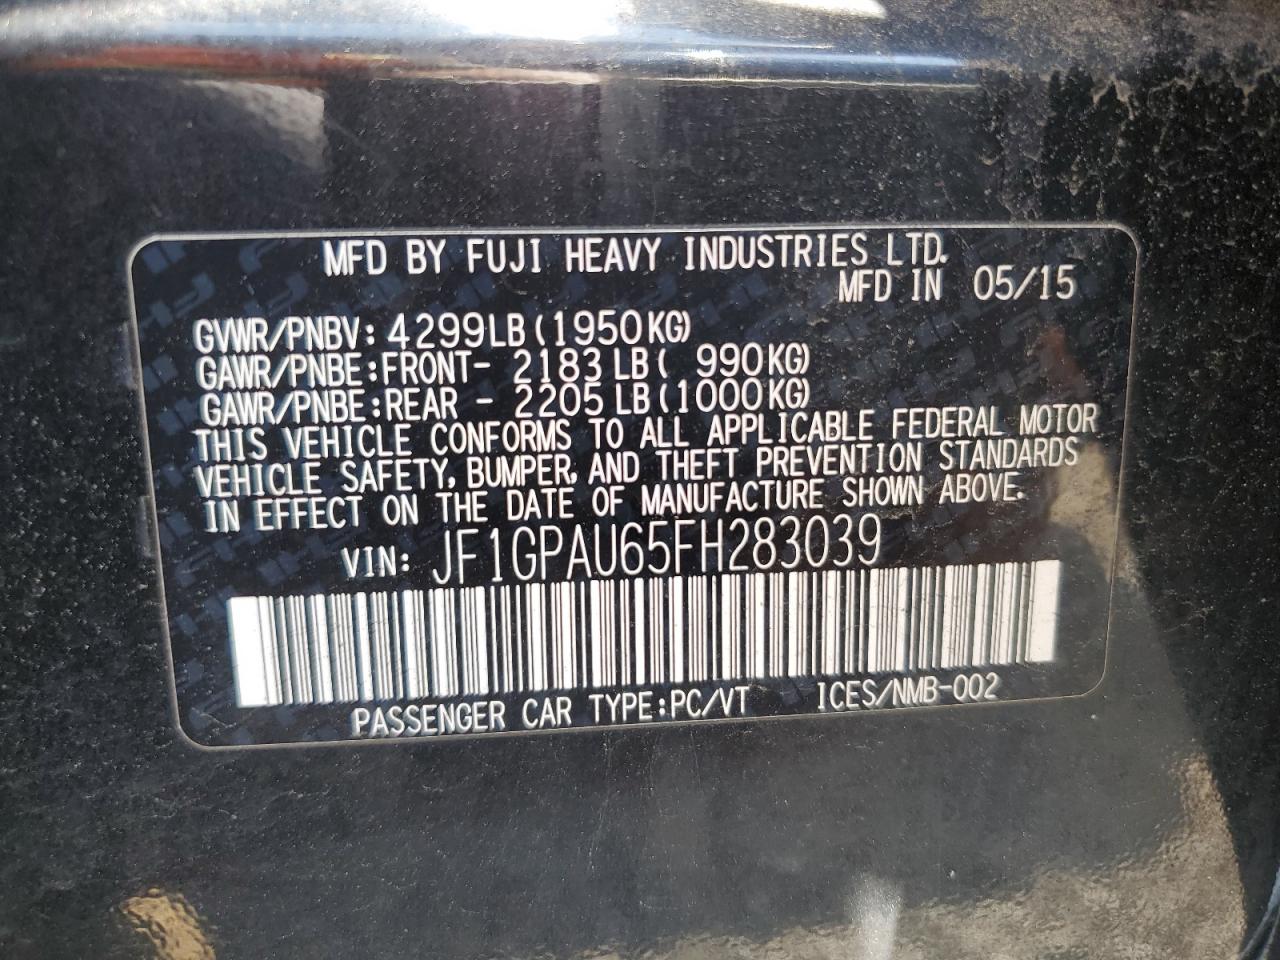 MFD BY FUJI HEAVY INDUSTRIES LTD.
MFD IN 05/15
GVWR/PNBV: 4299LB (1950KG)
GAWR/PNBE:FRONT- 2183 LB ( 990KG)
GAWR/PNBE:REAR - 2205 LB (1000KG)
THIS VEHICLE CONFORMS TO ALL APPLICABLE FEDERAL MOTOR
VEHICLE SAFETY, BUMPER, AND THEFT PREVENTION STANDARDS
IN EFFECT ON THE DATE OF MANUFACTURE SHOWN ABOVE.
VIN: JF1GPAU65FH283039
PASSENGER CAR TYPE:PC/VT ICES/NMB-002